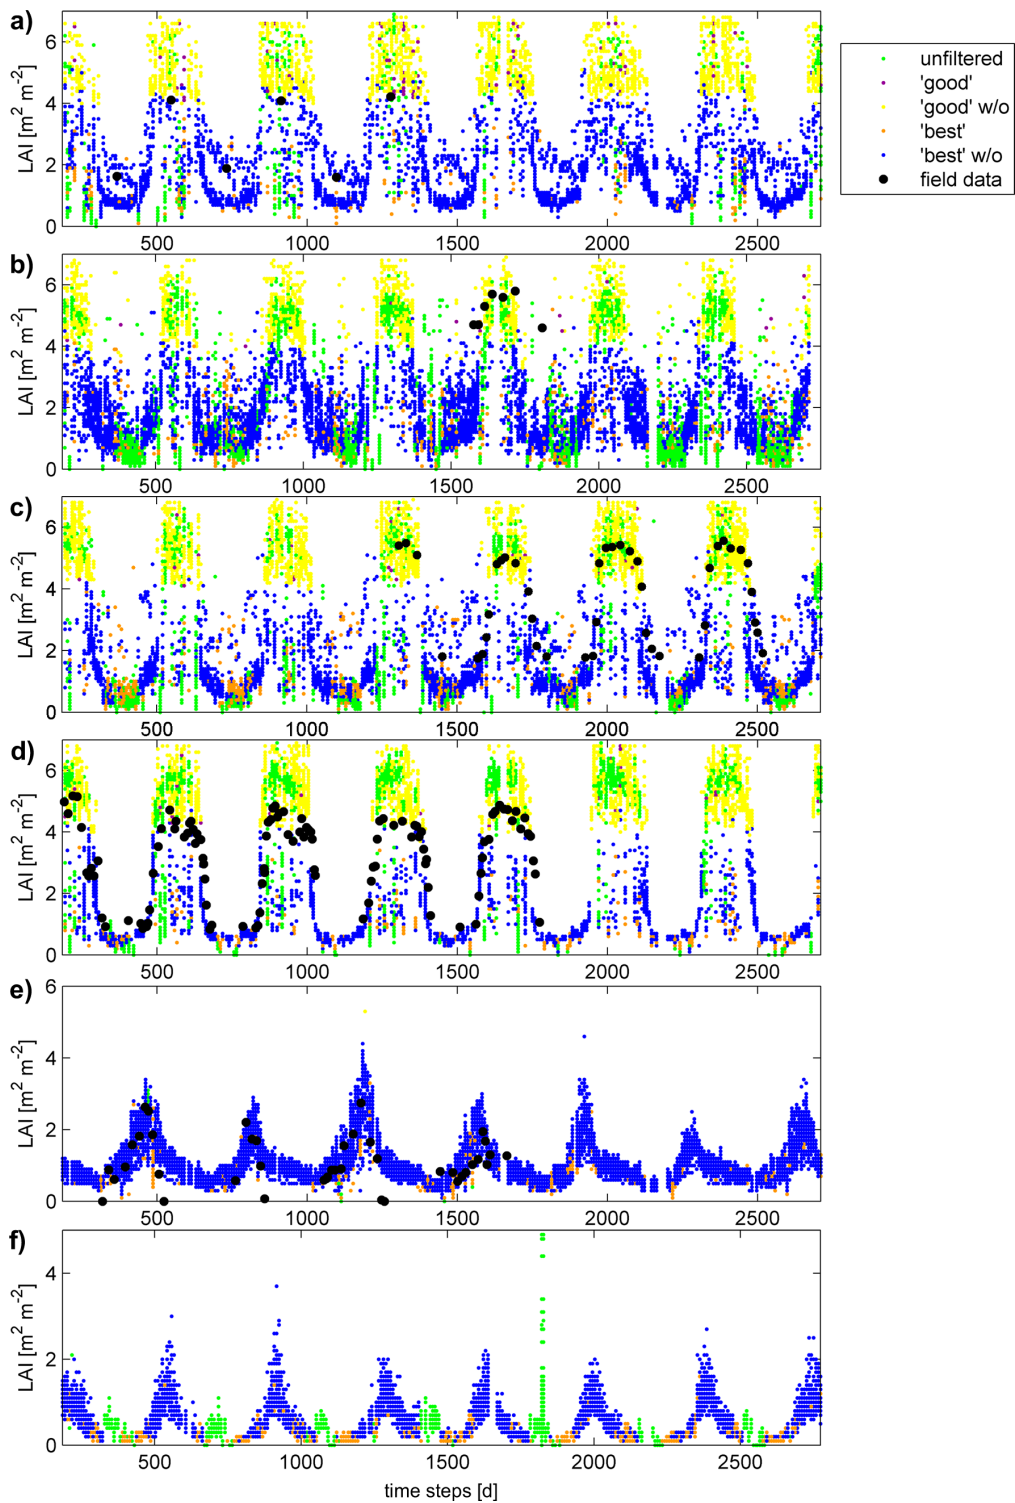 a)
6
4
2
0
LAI [m² m⁻²]
500 1000 1500 2000 2500
unfiltered
'good'
'good' w/o
'best'
'best' w/o
field data
b)
6
4
2
0
LAI [m² m⁻²]
500 1000 1500 2000 2500
c)
6
4
2
0
LAI [m² m⁻²]
500 1000 1500 2000 2500
d)
6
4
2
0
LAI [m² m⁻²]
500 1000 1500 2000 2500
e)
6
4
2
0
LAI [m² m⁻²]
500 1000 1500 2000 2500
f)
4
2
0
LAI [m² m⁻²]
500 1000 1500 2000 2500
time steps [d]